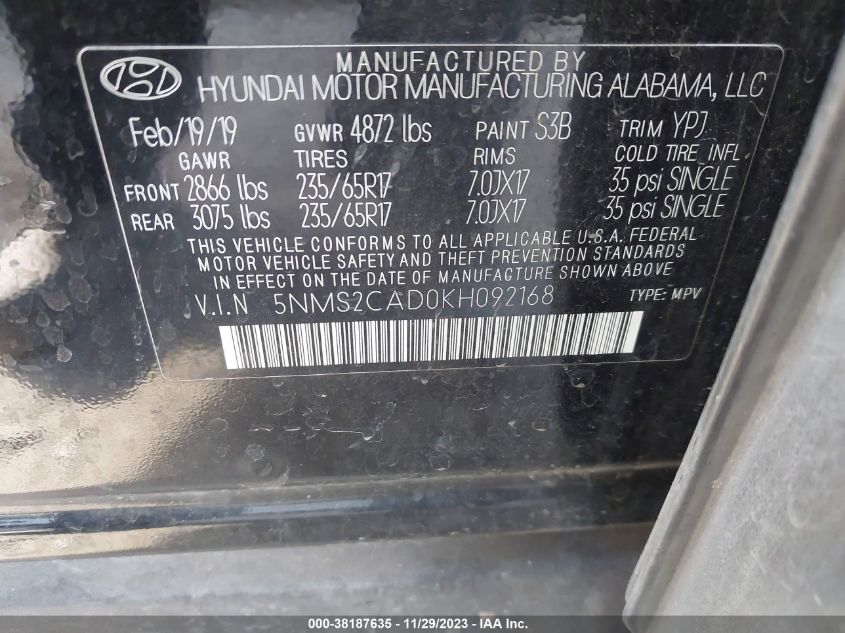 MANUFACTURED BY
HYUNDAI MOTOR MANUFACTURING ALABAMA, LLC
Feb/19/19 GVWR 4872 lbs PAINT S3B TRIM YPJ
GAWR TIRES RIMS COLD TIRE INFL
FRONT 2866 lbs 235/65R17 7.0JX17 35 psi SINGLE
REAR 3075 lbs 235/65R17 7.0JX17 35 psi SINGLE
THIS VEHICLE CONFORMS TO ALL APPLICABLE U.S.A. FEDERAL
MOTOR VEHICLE SAFETY AND THEFT PREVENTION STANDARDS
IN EFFECT ON THE DATE OF MANUFACTURE SHOWN ABOVE
V.I.N 5NMS2CAD0KH092168 TYPE: MPV
000-38187635 - 11/29/2023 - IAA Inc.